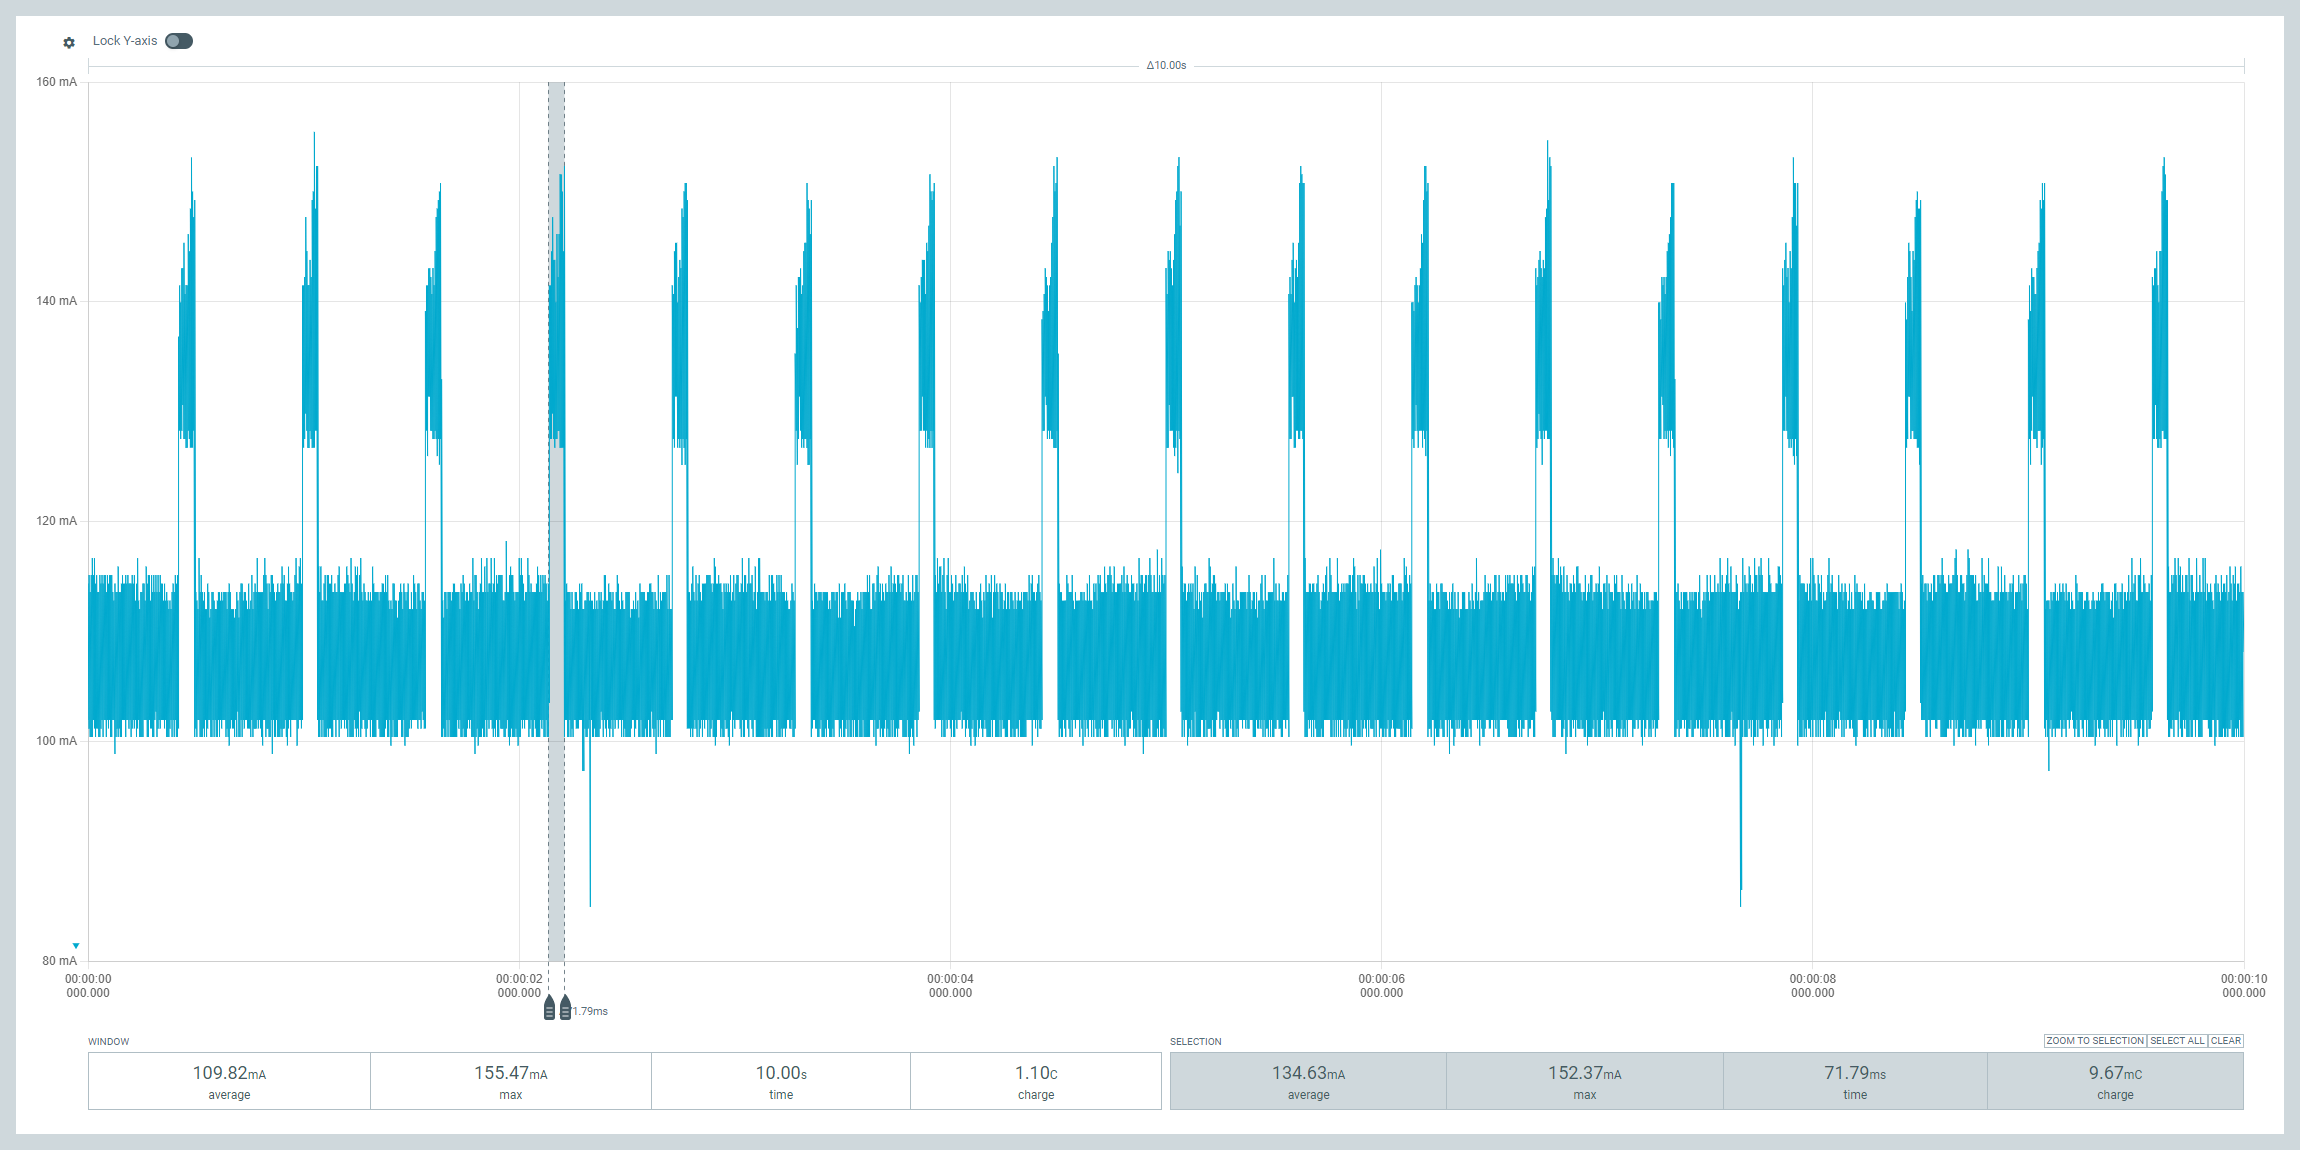 Lock Y-axis
Δ10.00s
160 mA
140 mA
120 mA
100 mA
80 mA
00:00:00 00:00:02 00:00:04 00:00:06 00:00:08 00:00:10
000.000 000.000 000.000 000.000 000.000 000.000
1.79ms
WINDOW SELECTION ZOOM TO SELECTION SELECT ALL CLEAR
109.82mA 155.47mA 10.00s 1.10C 134.63mA 152.37mA 71.79ms 9.67mC
average max time charge average max time charge